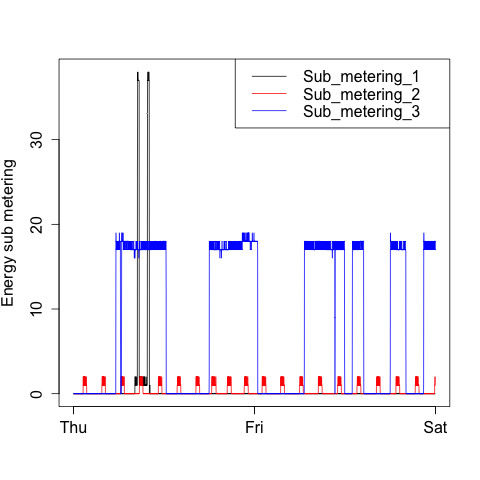 Sub_metering_1
Sub_metering_2
Sub_metering_3
Energy sub metering
30
20
10
0
Thu
Fri
Sat